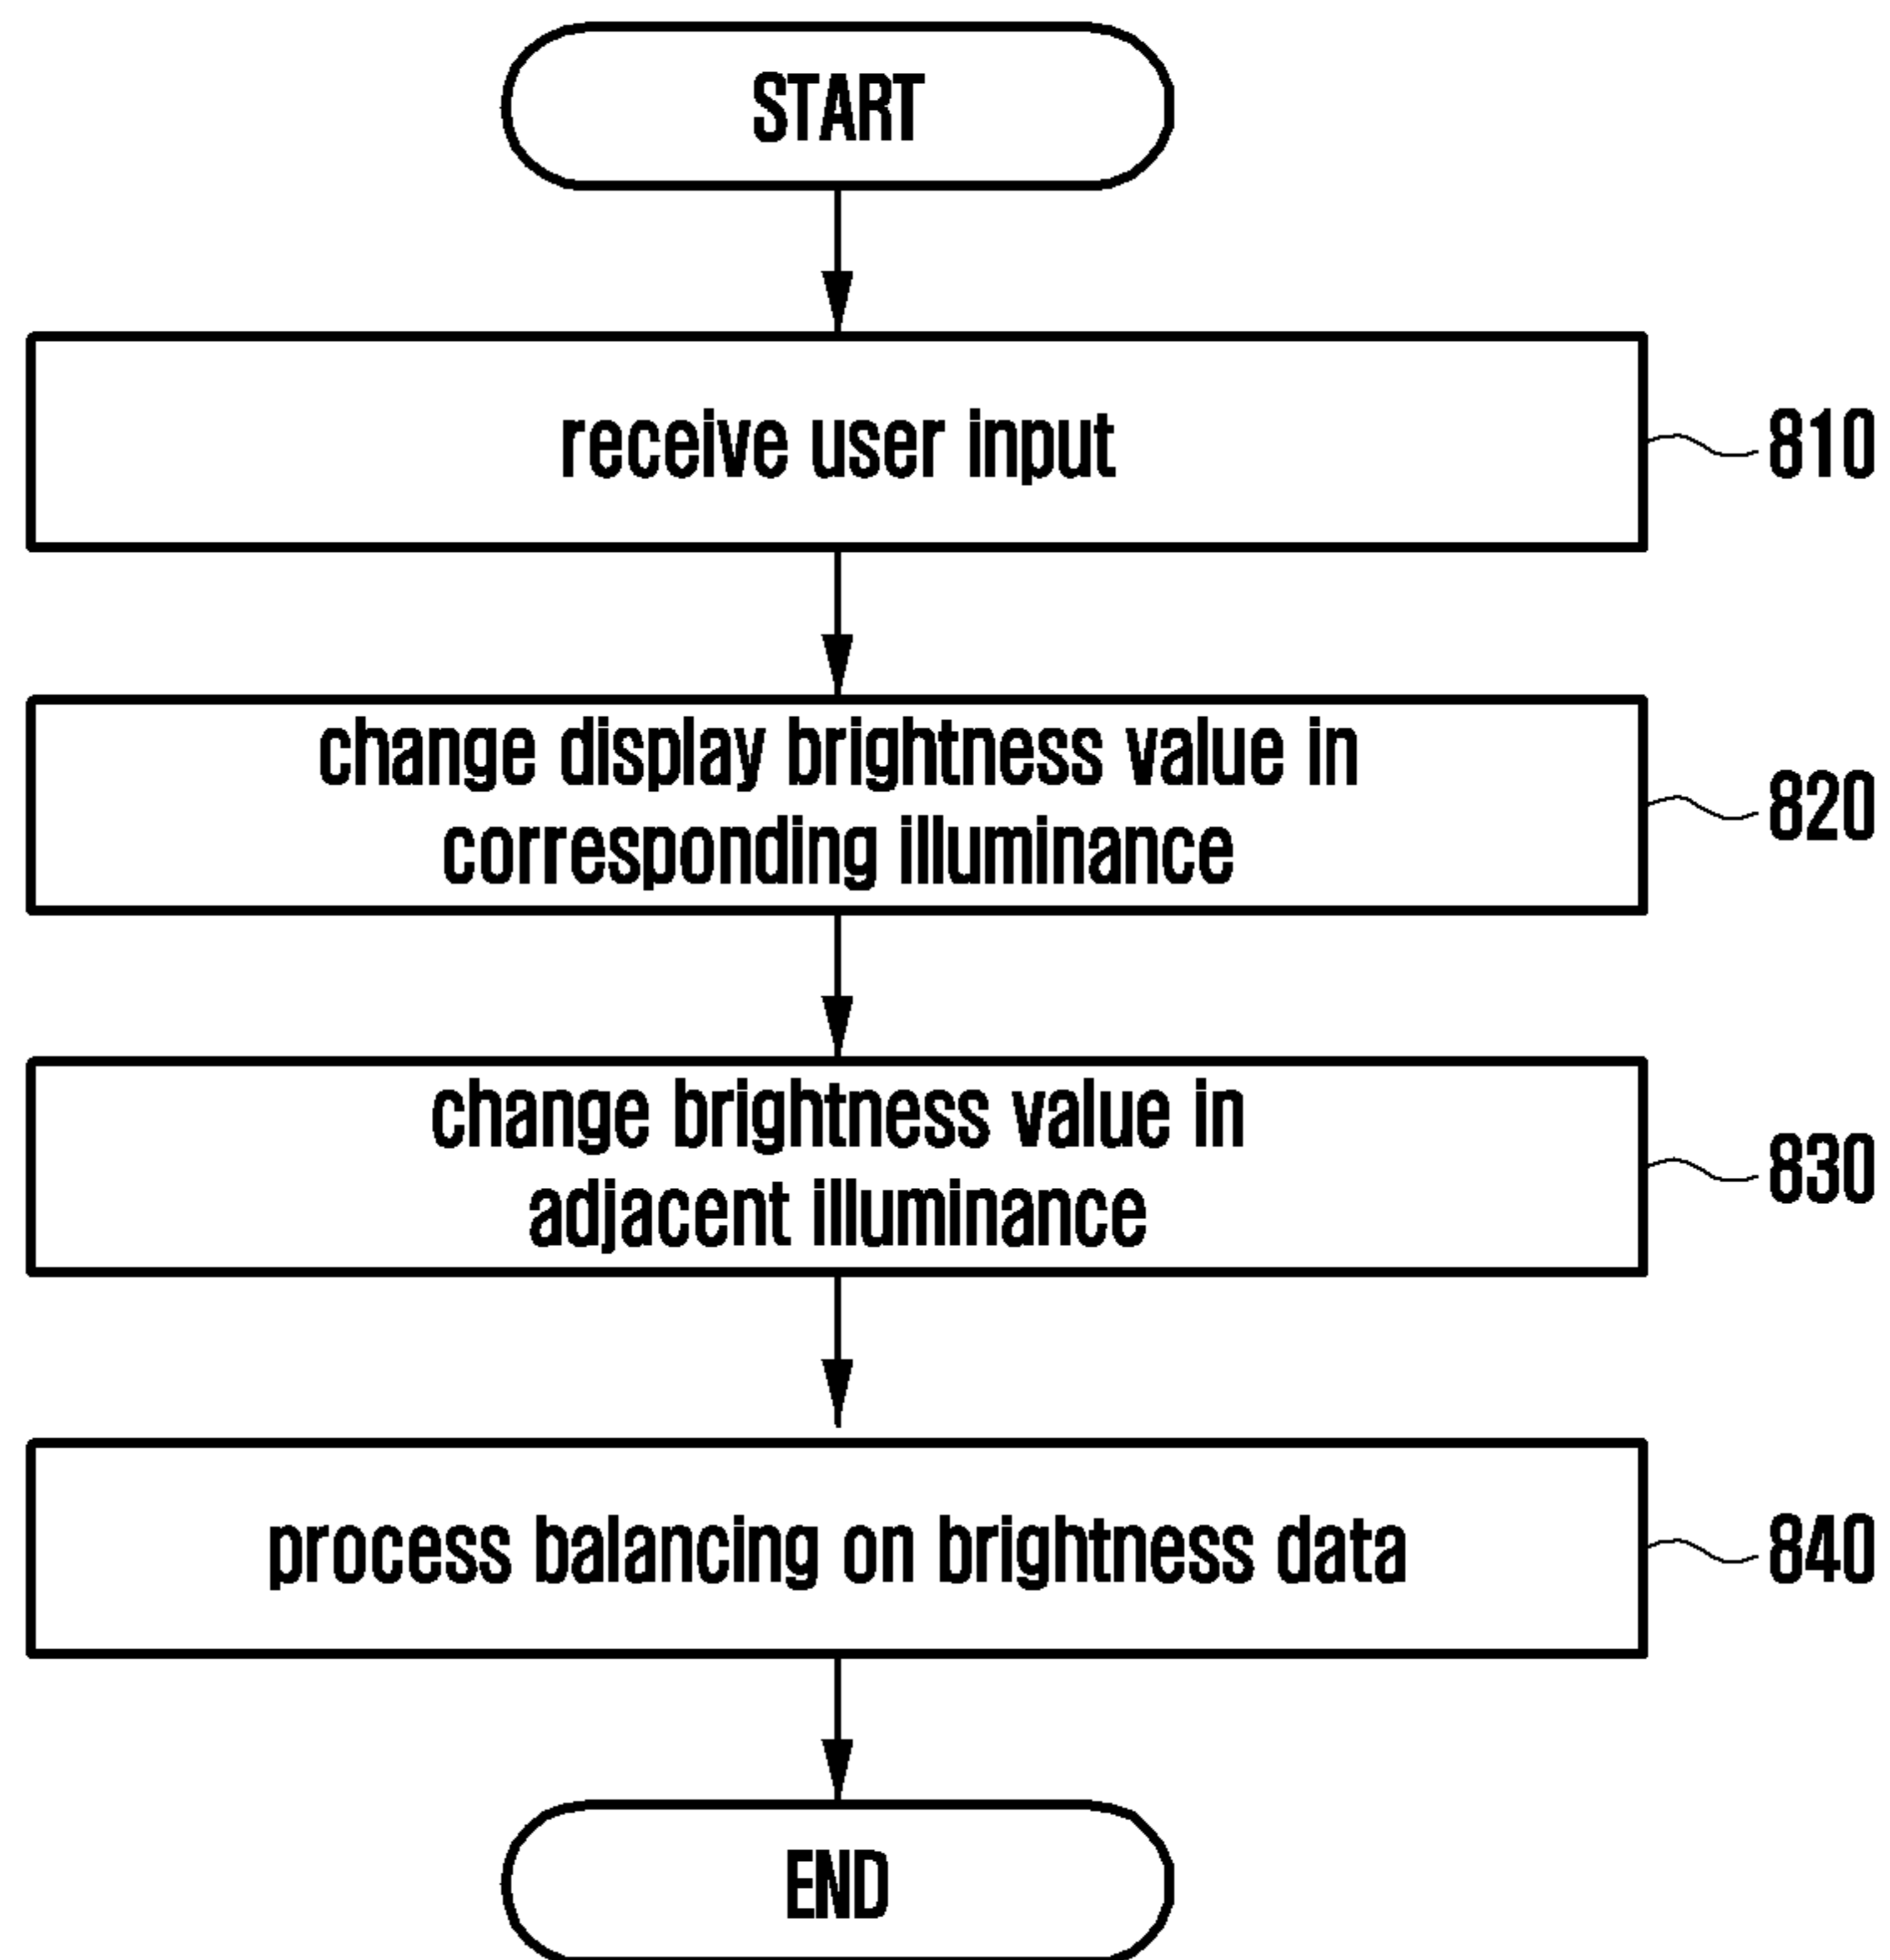 START
receive user input
810
change display brightness value in
corresponding illuminance
820
change brightness value in
adjacent illuminance
830
process balancing on brightness data
840
END